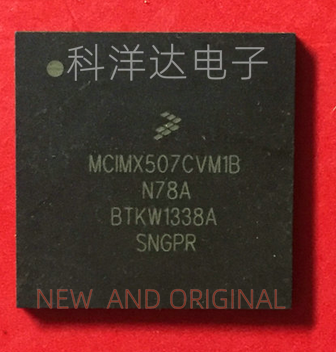 科洋达电子
MCIMX507CVM1B
N78A
BTKW1338A
SNGPR
NEW AND ORIGINAL